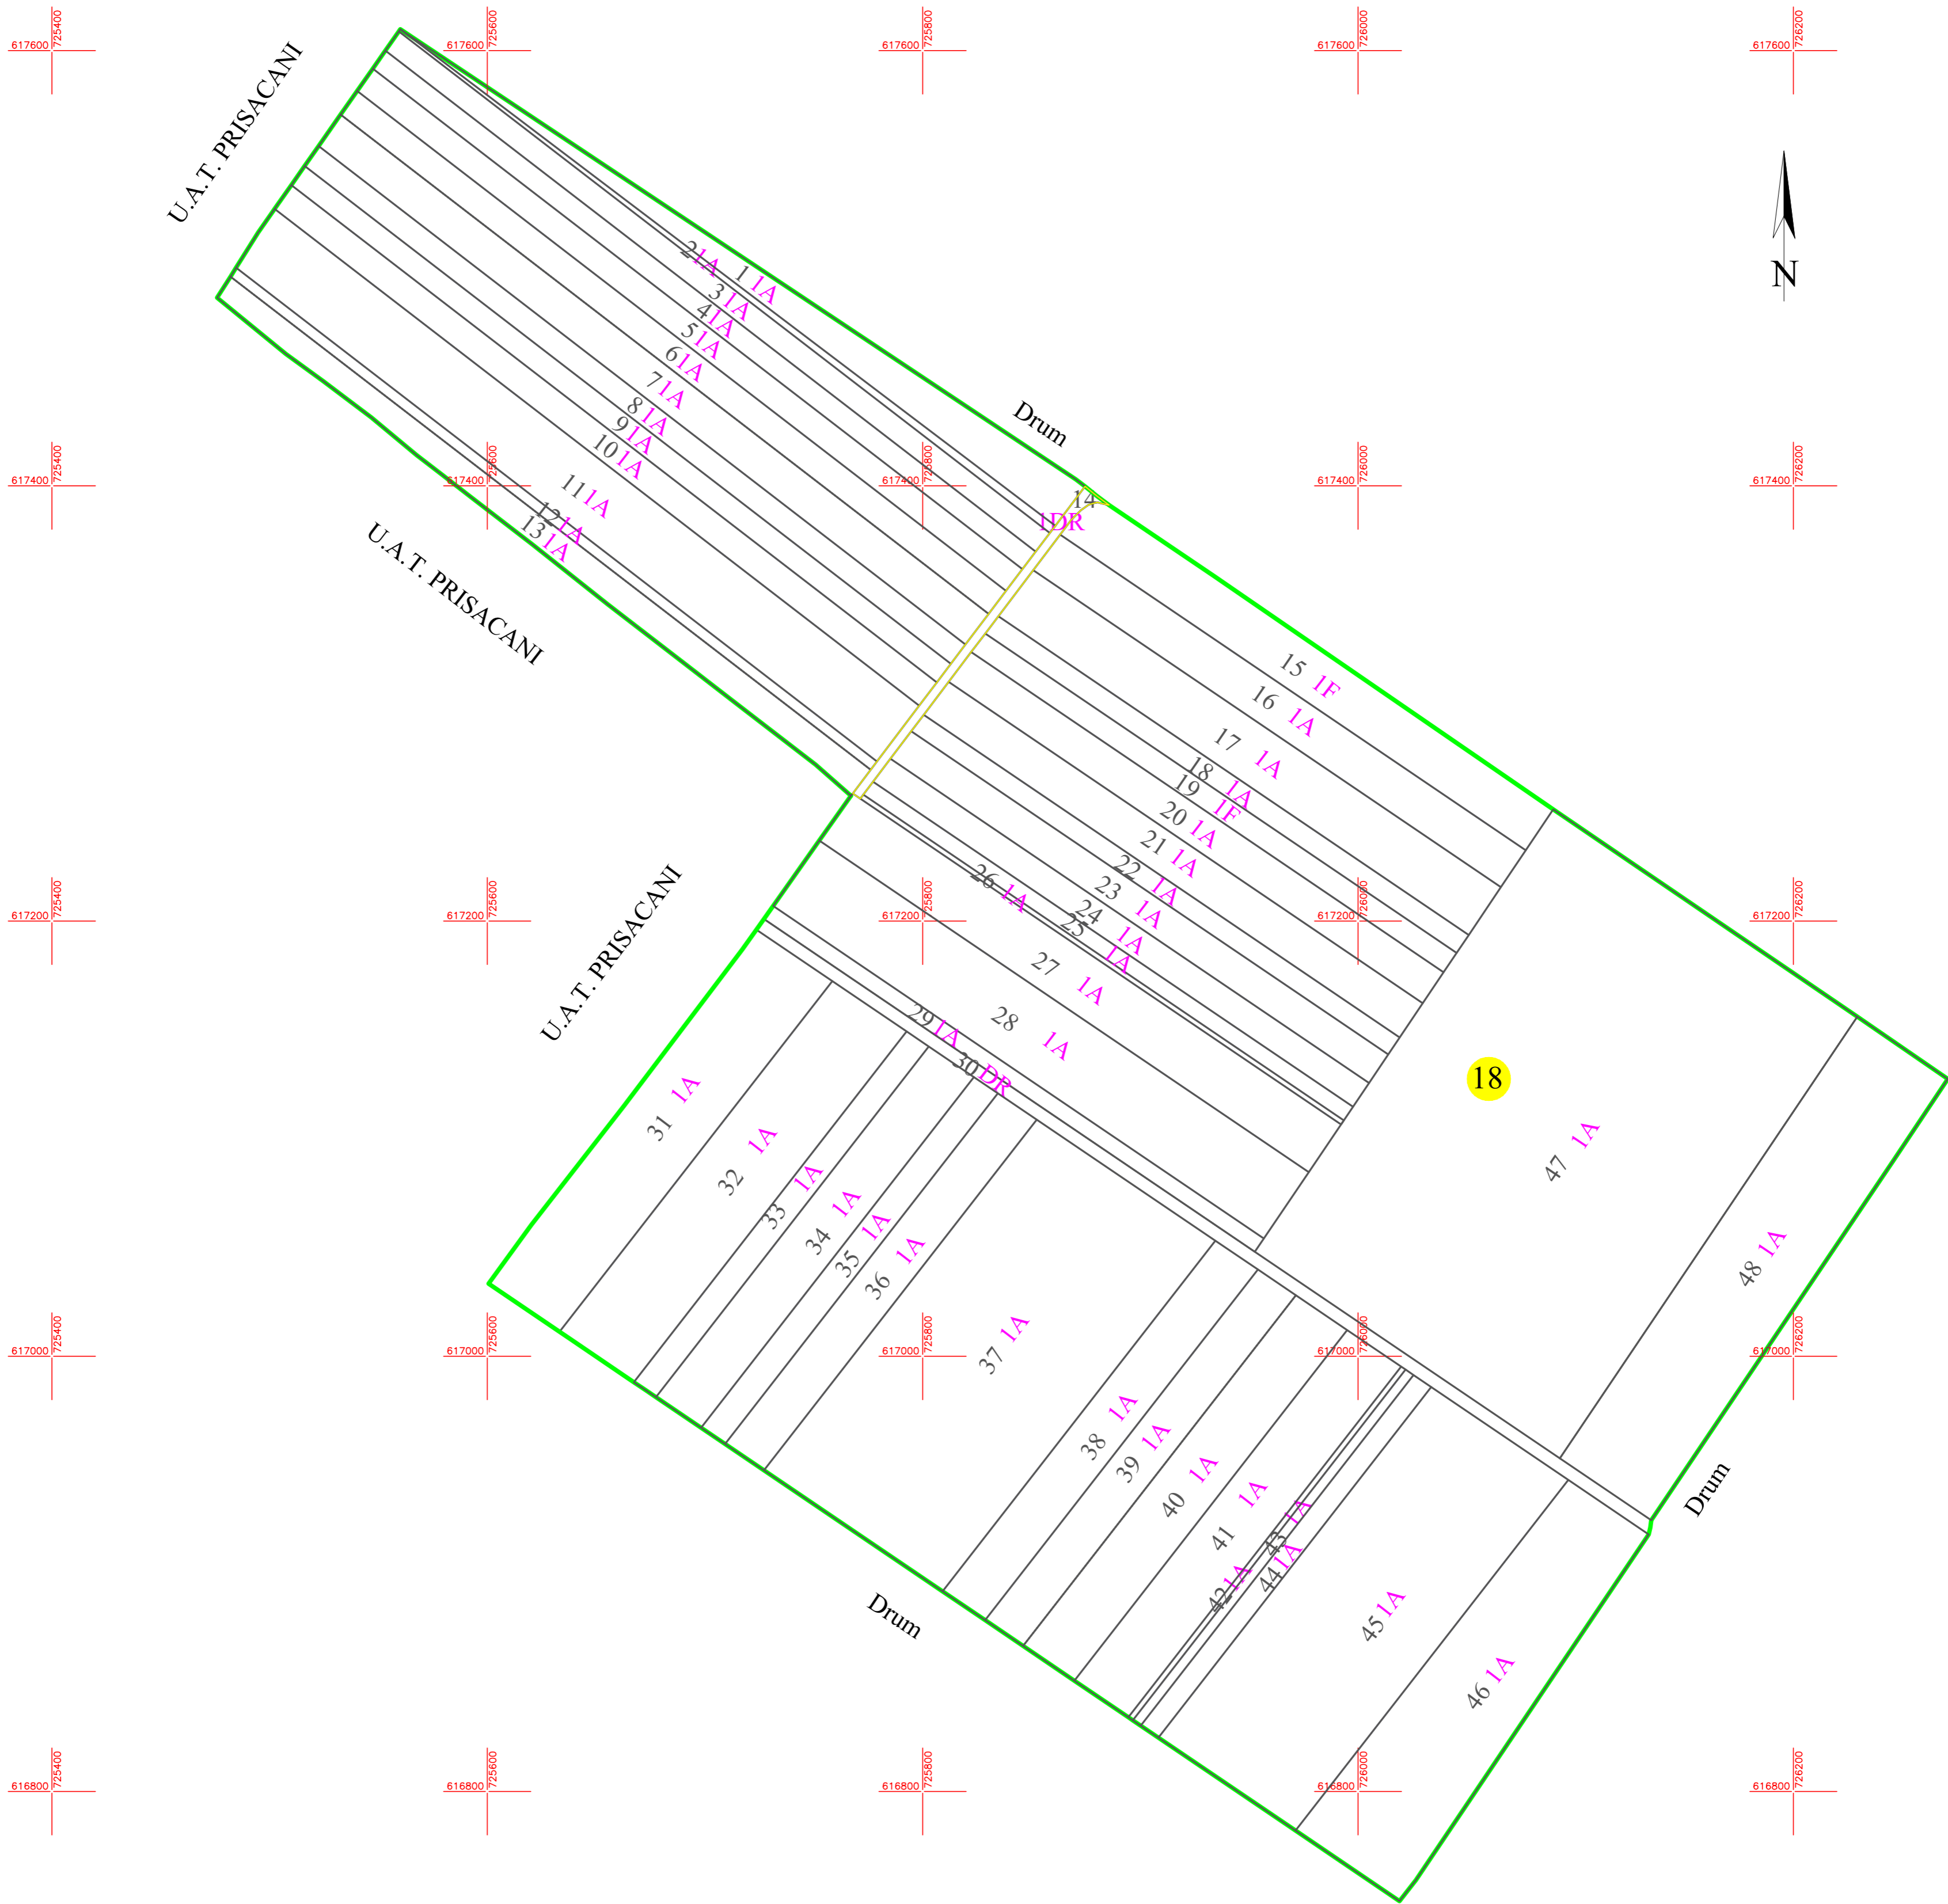 617600 725400
617600 725600
617600 725800
617600 726000
617600 726200
U.A.T. PRISACANI
N
2 1A
1 1A
3 1A
4 1A
5 1A
6 1A
7 1A
8 1A
9 1A
10 1A
11 1A
12 1A
13 1A
Drum
617400 725400
617400 725600
617400 725800
617400 726000
617400 726200
14
1DR
U.A.T. PRISACANI
15 1F
16 1A
17 1A
18 1A
19 1F
20 1A
21 1A
22 1A
23 1A
24 1A
25 1A
26 1A
27 1A
28 1A
29 1A
30 DR
617200 725400
617200 725600
617200 725800
617200 726000
617200 726200
U.A.T. PRISACANI
18
31 1A
32 1A
33 1A
34 1A
35 1A
36 1A
37 1A
47 1A
48 1A
617000 725400
617000 725600
617000 725800
617000 726000
617000 726200
38 1A
39 1A
40 1A
41 1A
42 1A
43 1A
44 1A
45 1A
46 1A
Drum
Drum
616800 725400
616800 725600
616800 725800
616800 726000
616800 726200